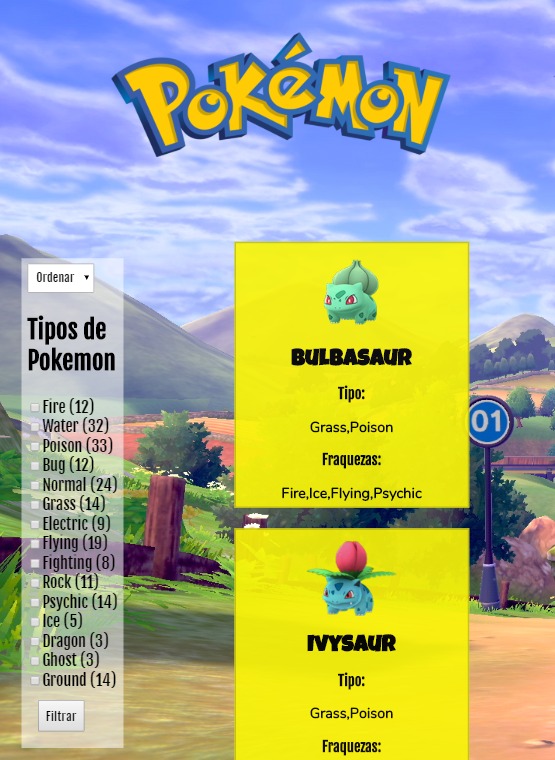 POKéMON
Ordenar
Tipos de
Pokemon
Fire (12)
Water (32)
Poison (33)
Bug (12)
Normal (24)
Grass (14)
Electric (9)
Flying (19)
Fighting (8)
Rock (11)
Psychic (14)
Ice (5)
Dragon (3)
Ghost (3)
Ground (14)
Filtrar
BULBASAUR
Tipo:
Grass,Poison
Fraquezas:
Fire,Ice,Flying,Psychic
IVYSAUR
Tipo:
Grass,Poison
Fraquezas:
01